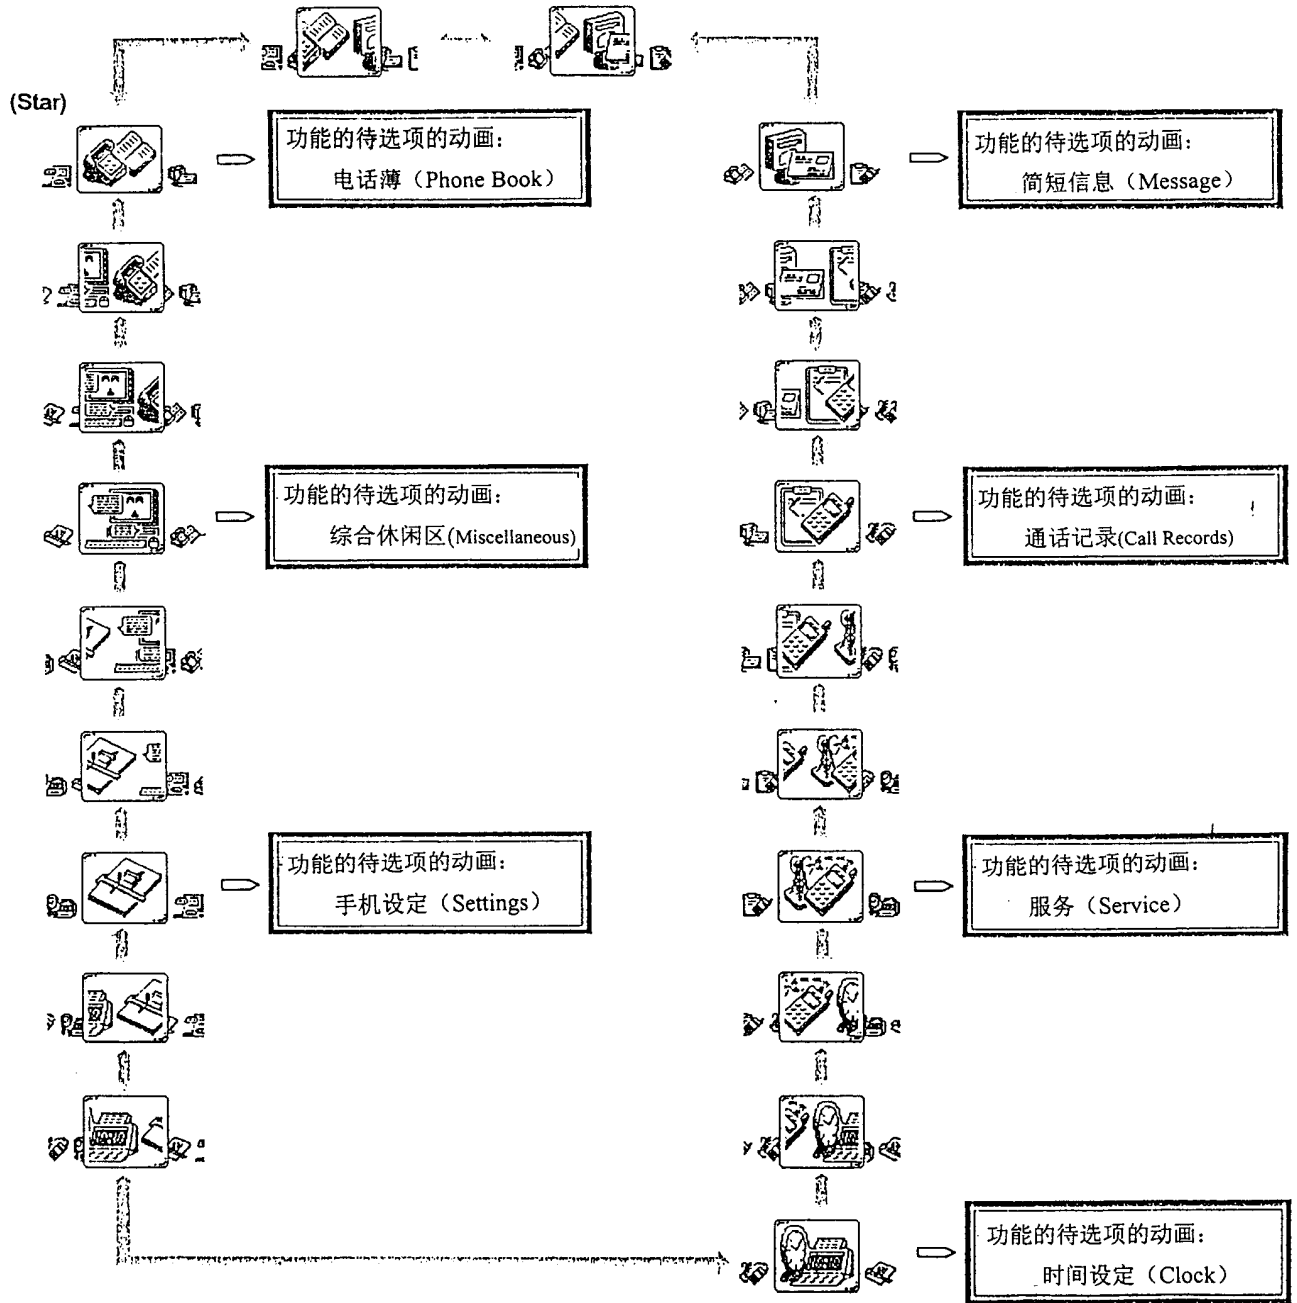 (Star)
功能的待选项的动画:
电话薄（Phone Book）
功能的待选项的动画:
简短信息（Message）
功能的待选项的动画:
综合休闲区(Miscellaneous)
功能的待选项的动画:
通话记录(Call Records)
功能的待选项的动画:
手机设定（Settings）
功能的待选项的动画:
服务（Service）
功能的待选项的动画:
时间设定（Clock）